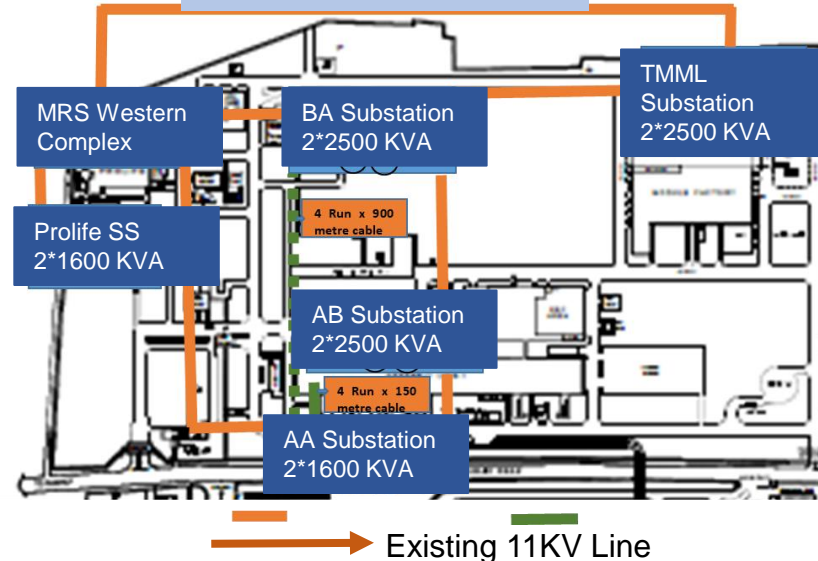 MRS Western
Complex
BA Substation
2*2500 KVA
TMML
Substation
2*2500 KVA
4 Run x 900
metre cable
Prolife SS
2*1600 KVA
AB Substation
2*2500 KVA
4 Run x 150
metre cable
AA Substation
2*1600 KVA
Existing 11KV Line